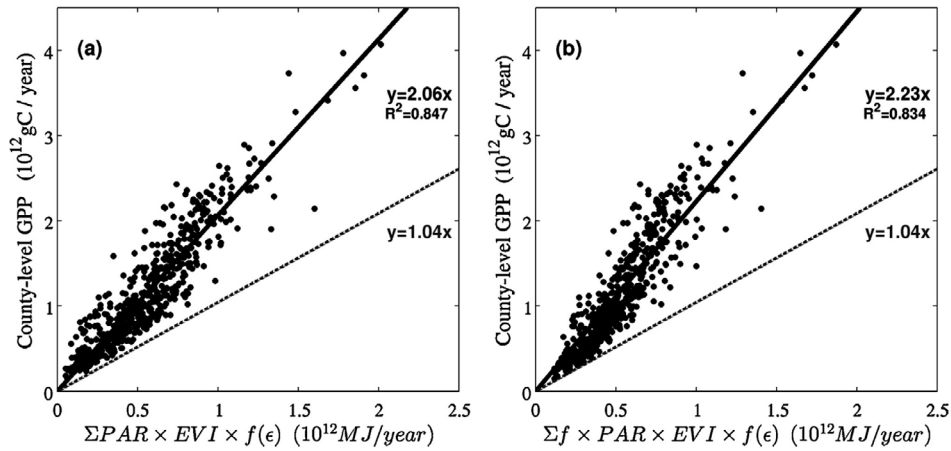 (a)
y=2.06x
R²=0.847
y=1.04x
County-level GPP (10¹²gC / year)
4
3
2
1
0
0 0.5 1 1.5 2 2.5
ΣPAR × EVI × f(ϵ) (10¹²MJ/year)
(b)
y=2.23x
R²=0.834
y=1.04x
County-level GPP (10¹²gC / year)
4
3
2
1
0
0 0.5 1 1.5 2 2.5
Σf × PAR × EVI × f(ϵ) (10¹²MJ/year)